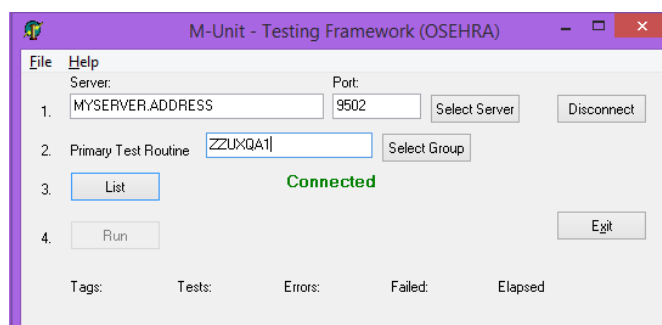 M-Unit - Testing Framework (OSEHRA)
File Help
Server: Port:
1. MYSERVER.ADDRESS 9502 Select Server Disconnect
2. Primary Test Routine ZZUXQA1 Select Group
3. List Connected
Exit
4. Run
Tags: Tests: Errors: Failed: Elapsed